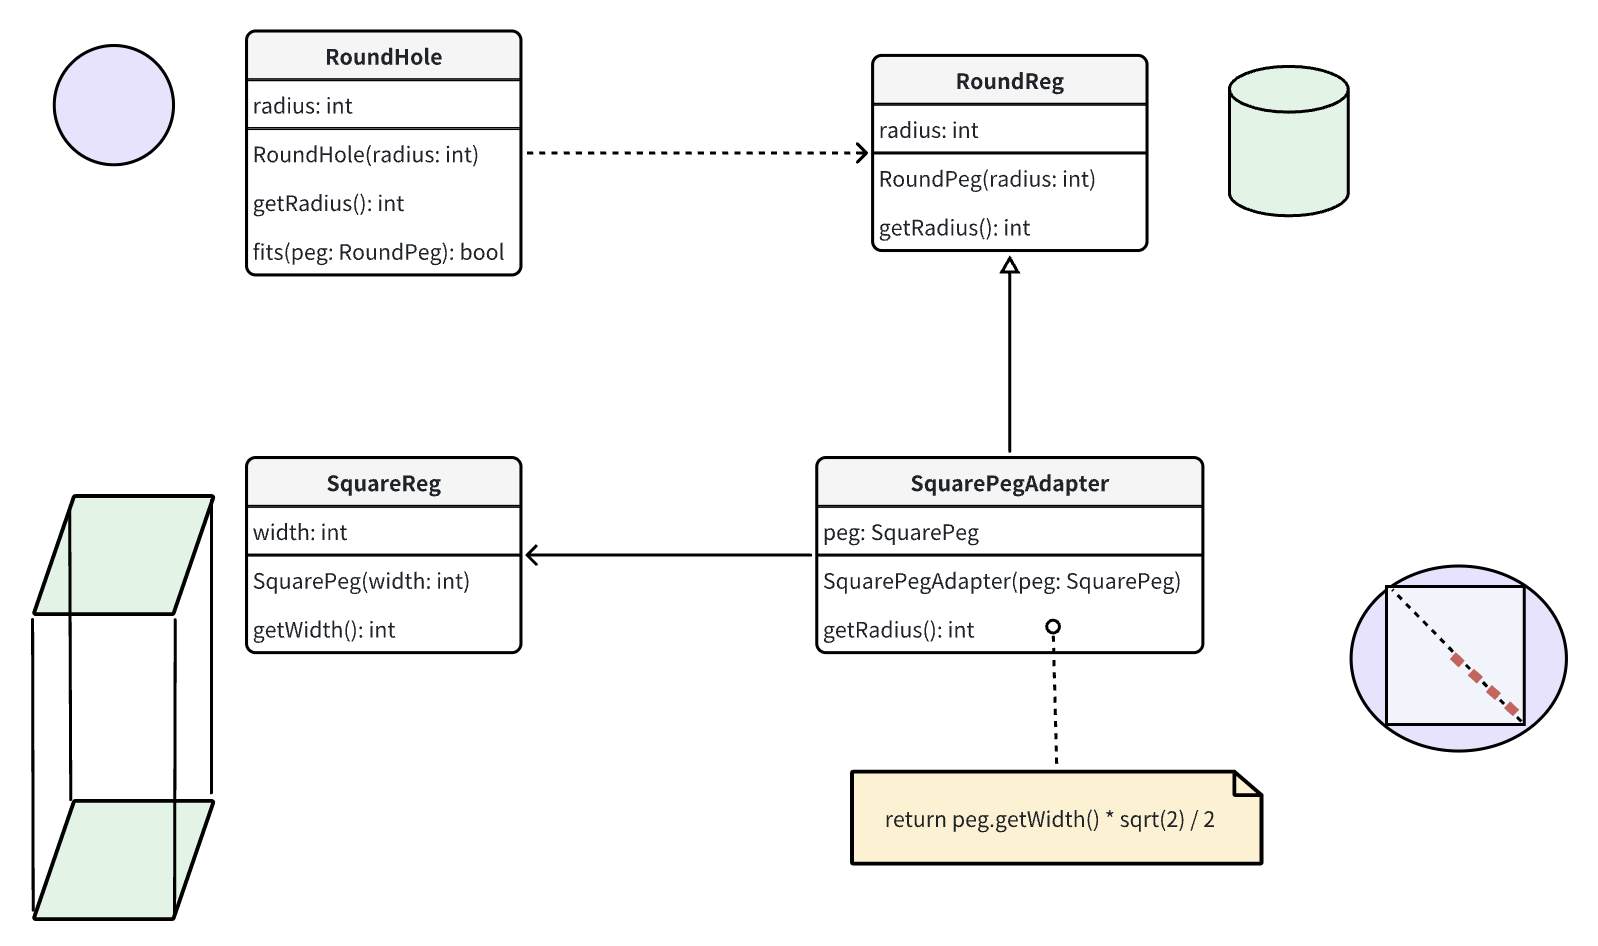 RoundHole
radius: int
RoundHole(radius: int)
getRadius(): int
fits(peg: RoundPeg): bool
RoundReg
radius: int
RoundPeg(radius: int)
getRadius(): int
SquareReg
width: int
SquarePeg(width: int)
getWidth(): int
SquarePegAdapter
peg: SquarePeg
SquarePegAdapter(peg: SquarePeg)
getRadius(): int
return peg.getWidth() * sqrt(2) / 2